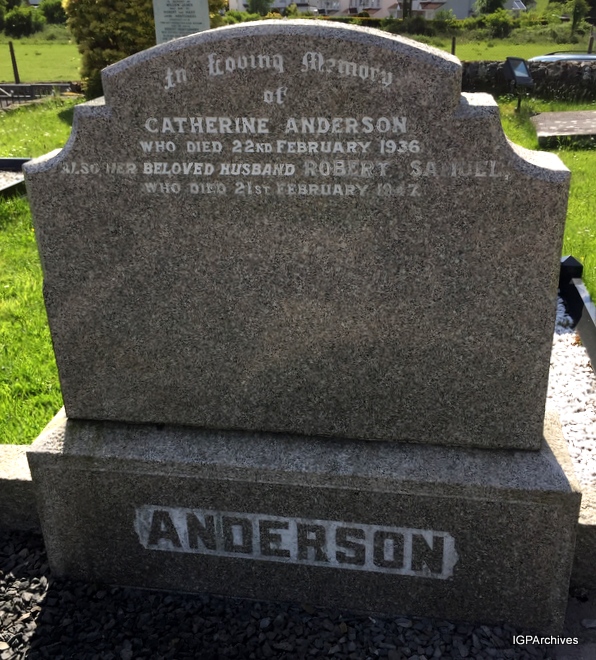 In Loving Memory
of
CATHERINE ANDERSON
WHO DIED 22ND FEBRUARY 1936
ALSO HER BELOVED HUSBAND ROBERT SAMUEL,
WHO DIED 21ST FEBRUARY 1947.
ANDERSON
IGPArchives